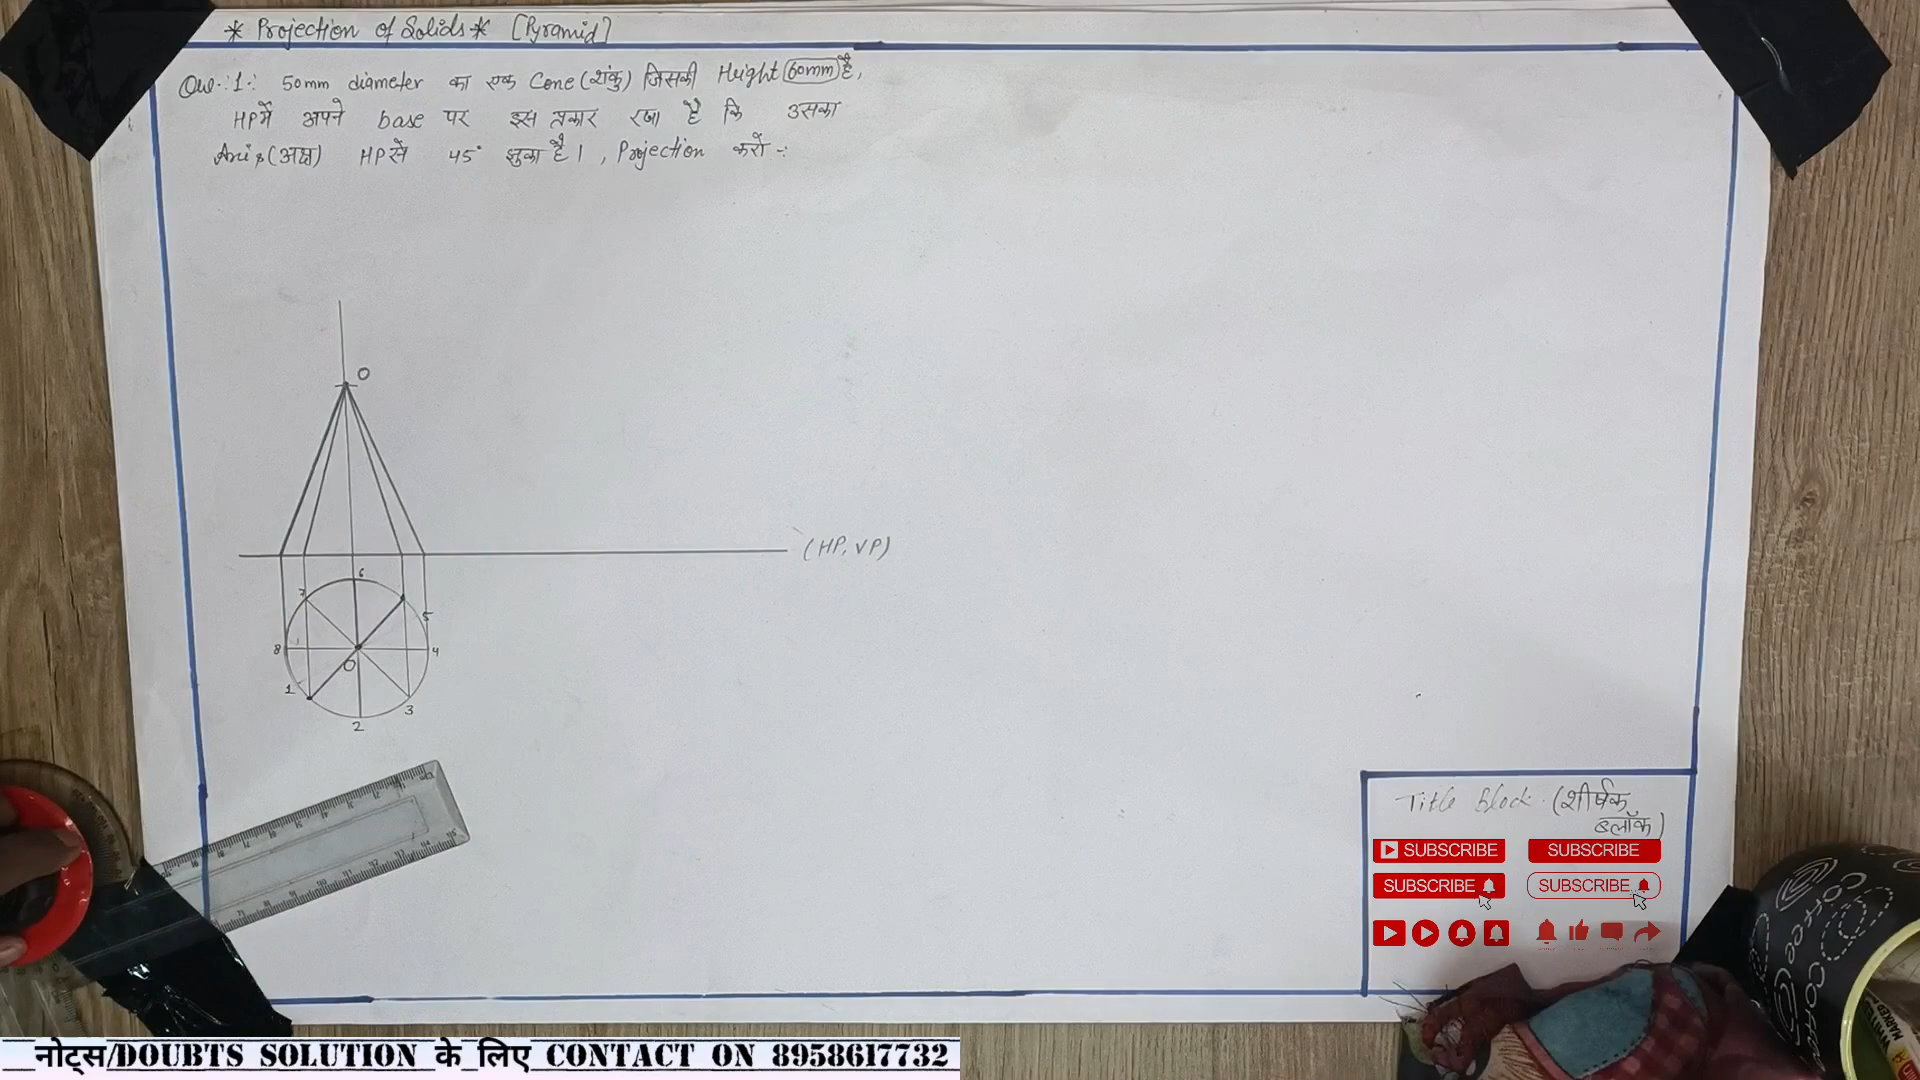 * Projection of Solids * [Pyramid]
Que.:1.: 50mm diameter का एक Cone (शंकु) जिसकी Height 60mm है,
HP में अपने base पर इस प्रकार रखा है कि उसका
Axis (अक्ष) HP से 45° झुका है। , Projection करो -:
O
(HP, VP)
6
7
5
8
4
O
1
3
2
Title Block. (शीर्षक
ब्लॉक)
SUBSCRIBE SUBSCRIBE
SUBSCRIBE SUBSCRIBE
COFFEE
नोट्स/DOUBTS SOLUTION के लिए CONTACT ON 8958617732